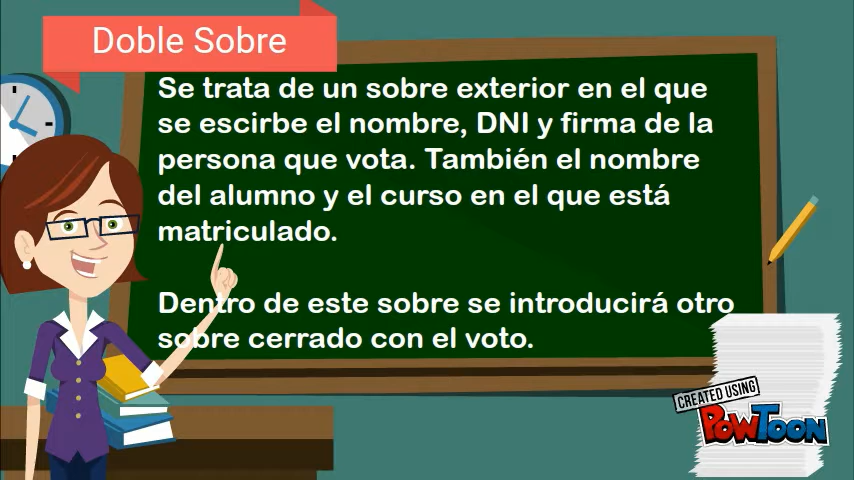 Doble Sobre
Se trata de un sobre exterior en el que
se escirbe el nombre, DNI y firma de la
persona que vota. También el nombre
del alumno y el curso en el que está
matriculado.
Dentro de este sobre se introducirá otro
sobre cerrado con el voto.
CREATED USING
POWTOON